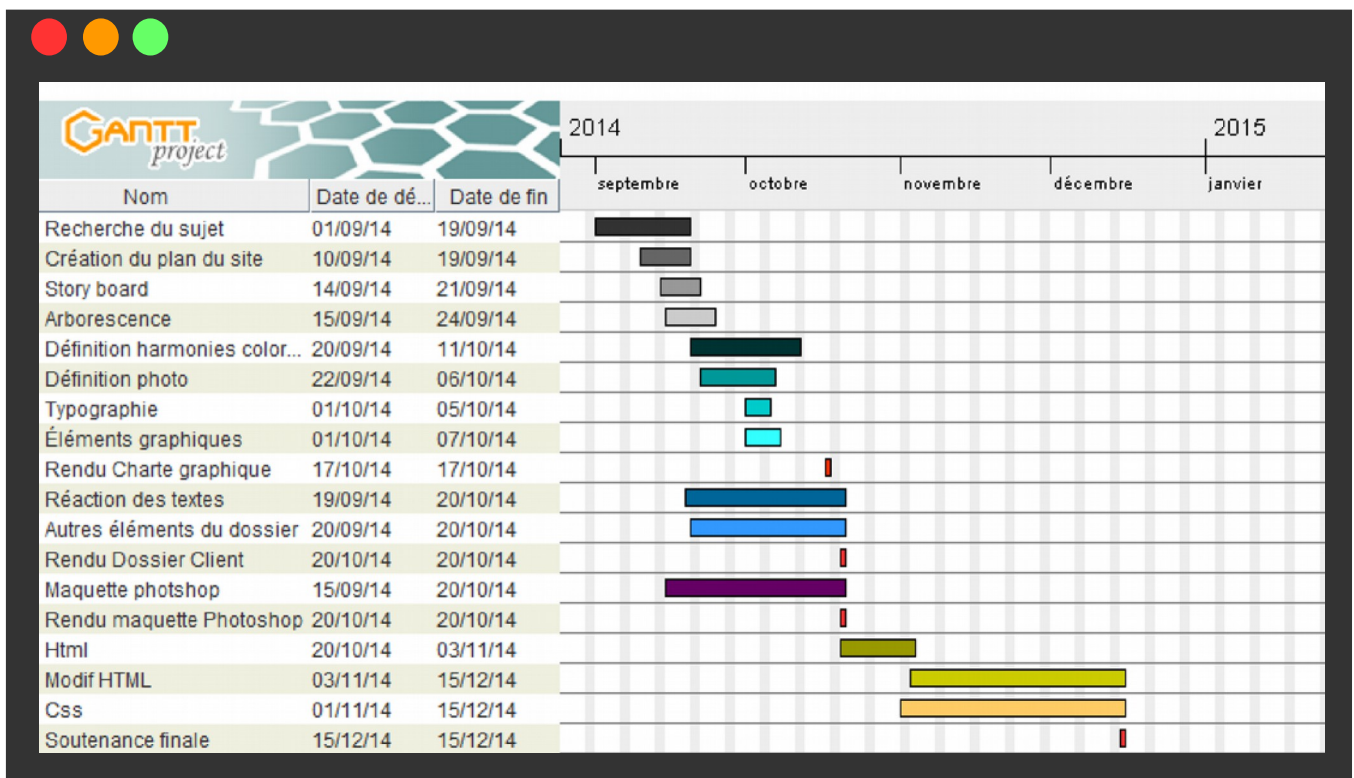 GANTT
project
2014 2015
septembre octobre novembre décembre janvier
Nom Date de dé... Date de fin
Recherche du sujet 01/09/14 19/09/14
Création du plan du site 10/09/14 19/09/14
Story board 14/09/14 21/09/14
Arborescence 15/09/14 24/09/14
Définition harmonies color... 20/09/14 11/10/14
Définition photo 22/09/14 06/10/14
Typographie 01/10/14 05/10/14
Éléments graphiques 01/10/14 07/10/14
Rendu Charte graphique 17/10/14 17/10/14
Réaction des textes 19/09/14 20/10/14
Autres éléments du dossier 20/09/14 20/10/14
Rendu Dossier Client 20/10/14 20/10/14
Maquette photshop 15/09/14 20/10/14
Rendu maquette Photoshop 20/10/14 20/10/14
Html 20/10/14 03/11/14
Modif HTML 03/11/14 15/12/14
Css 01/11/14 15/12/14
Soutenance finale 15/12/14 15/12/14